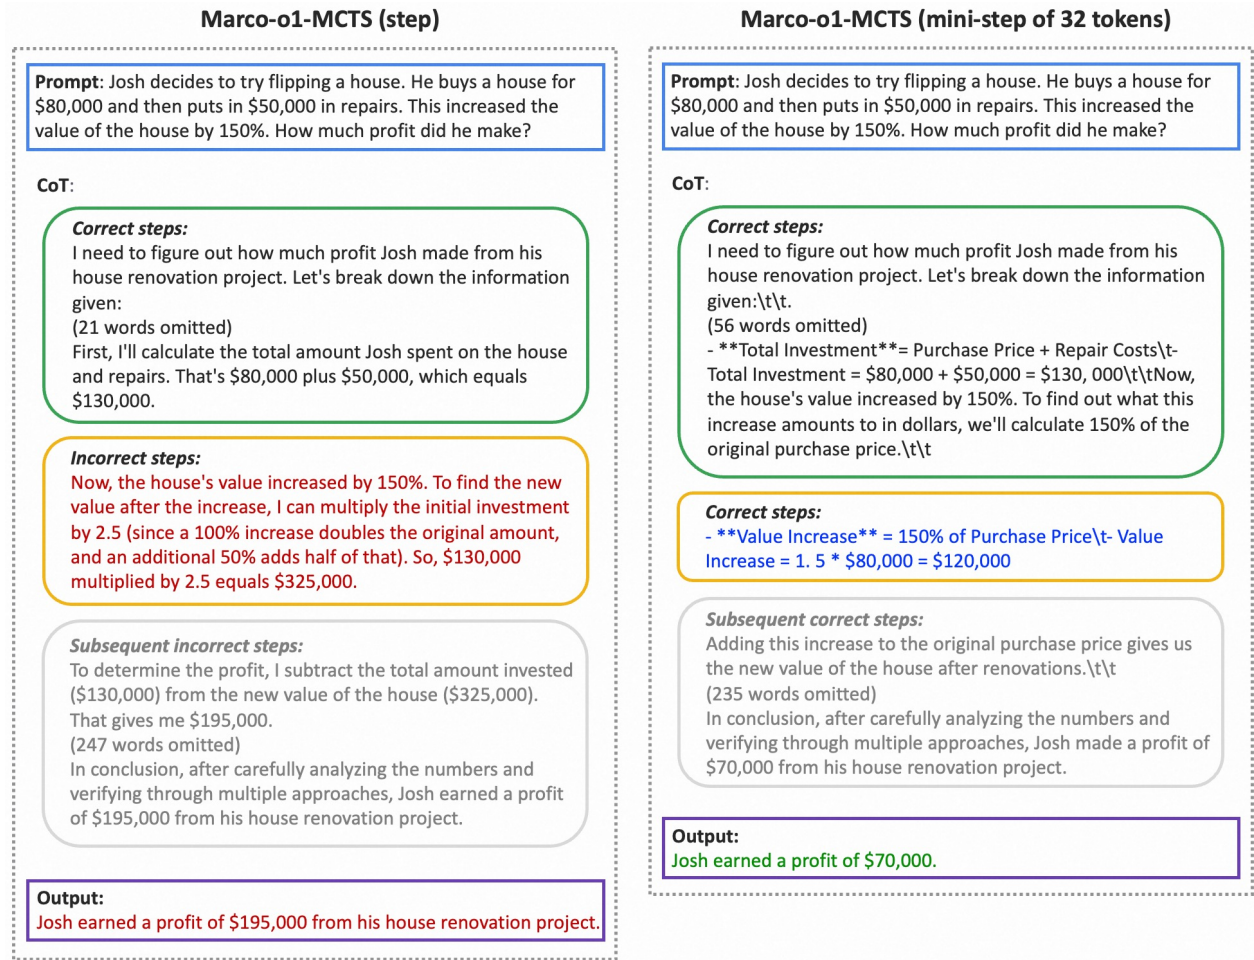 Marco-o1-MCTS (step)
Prompt: Josh decides to try flipping a house. He buys a house for
$80,000 and then puts in $50,000 in repairs. This increased the
value of the house by 150%. How much profit did he make?
CoT:
Correct steps:
I need to figure out how much profit Josh made from his
house renovation project. Let's break down the information
given:
(21 words omitted)
First, I'll calculate the total amount Josh spent on the house
and repairs. That's $80,000 plus $50,000, which equals
$130,000.
Incorrect steps:
Now, the house's value increased by 150%. To find the new
value after the increase, I can multiply the initial investment
by 2.5 (since a 100% increase doubles the original amount,
and an additional 50% adds half of that). So, $130,000
multiplied by 2.5 equals $325,000.
Subsequent incorrect steps:
To determine the profit, I subtract the total amount invested
($130,000) from the new value of the house ($325,000).
That gives me $195,000.
(247 words omitted)
In conclusion, after carefully analyzing the numbers and
verifying through multiple approaches, Josh earned a profit
of $195,000 from his house renovation project.
Output:
Josh earned a profit of $195,000 from his house renovation project.
Marco-o1-MCTS (mini-step of 32 tokens)
Prompt: Josh decides to try flipping a house. He buys a house for
$80,000 and then puts in $50,000 in repairs. This increased the
value of the house by 150%. How much profit did he make?
CoT:
Correct steps:
I need to figure out how much profit Josh made from his
house renovation project. Let's break down the information
given:\t\t.
(56 words omitted)
- **Total Investment**= Purchase Price + Repair Costs\t-
Total Investment = $80,000 + $50,000 = $130, 000\t\tNow,
the house's value increased by 150%. To find out what this
increase amounts to in dollars, we'll calculate 150% of the
original purchase price.\t\t
Correct steps:
- **Value Increase** = 150% of Purchase Price\t- Value
Increase = 1. 5 * $80,000 = $120,000
Subsequent correct steps:
Adding this increase to the original purchase price gives us
the new value of the house after renovations.\t\t
(235 words omitted)
In conclusion, after carefully analyzing the numbers and
verifying through multiple approaches, Josh made a profit of
$70,000 from his house renovation project.
Output:
Josh earned a profit of $70,000.